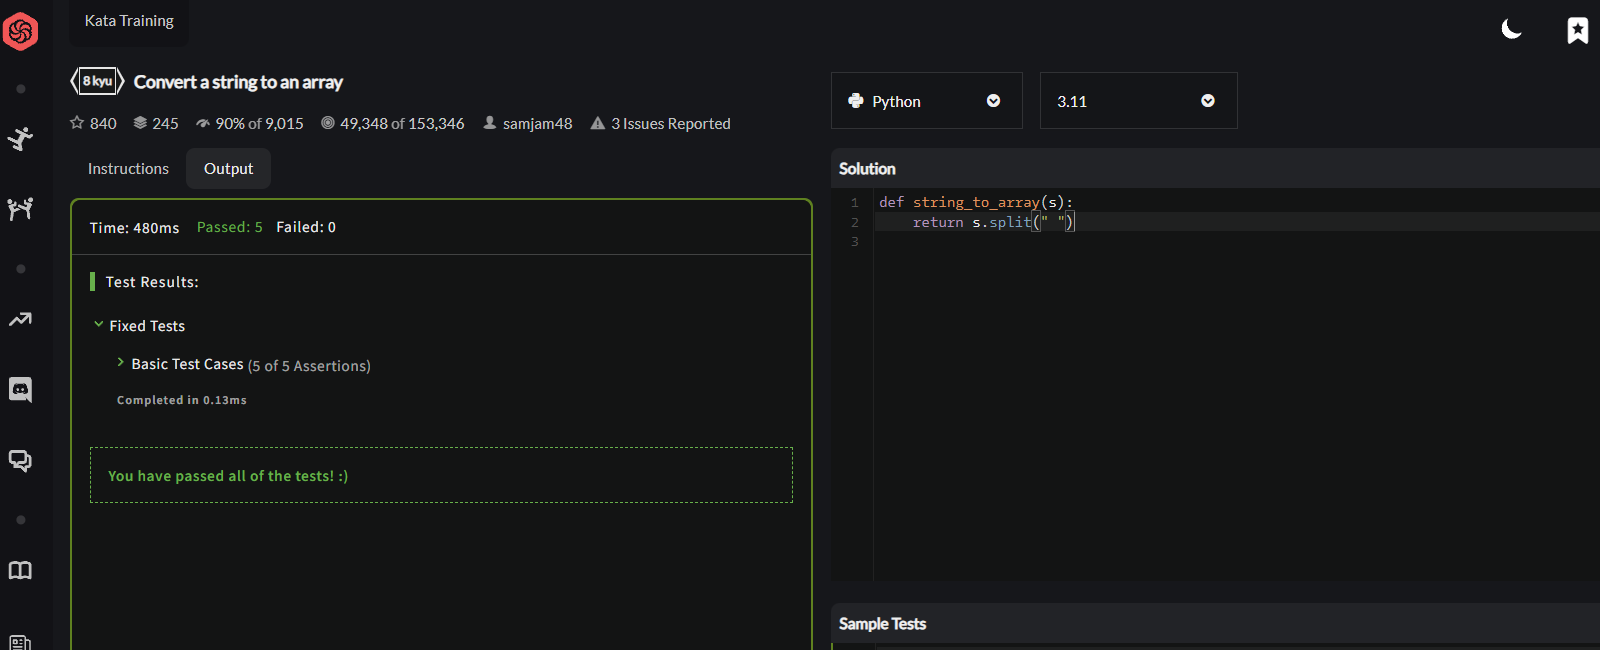 Kata Training
8 kyu Convert a string to an array
840 245 90% of 9,015 49,348 of 153,346 samjam48 3 Issues Reported
Instructions Output
Time: 480ms Passed: 5 Failed: 0
Test Results:
Fixed Tests
Basic Test Cases (5 of 5 Assertions)
Completed in 0.13ms
You have passed all of the tests! :)
Python 3.11
Solution
1 def string_to_array(s):
2     return s.split(" ")
3
Sample Tests